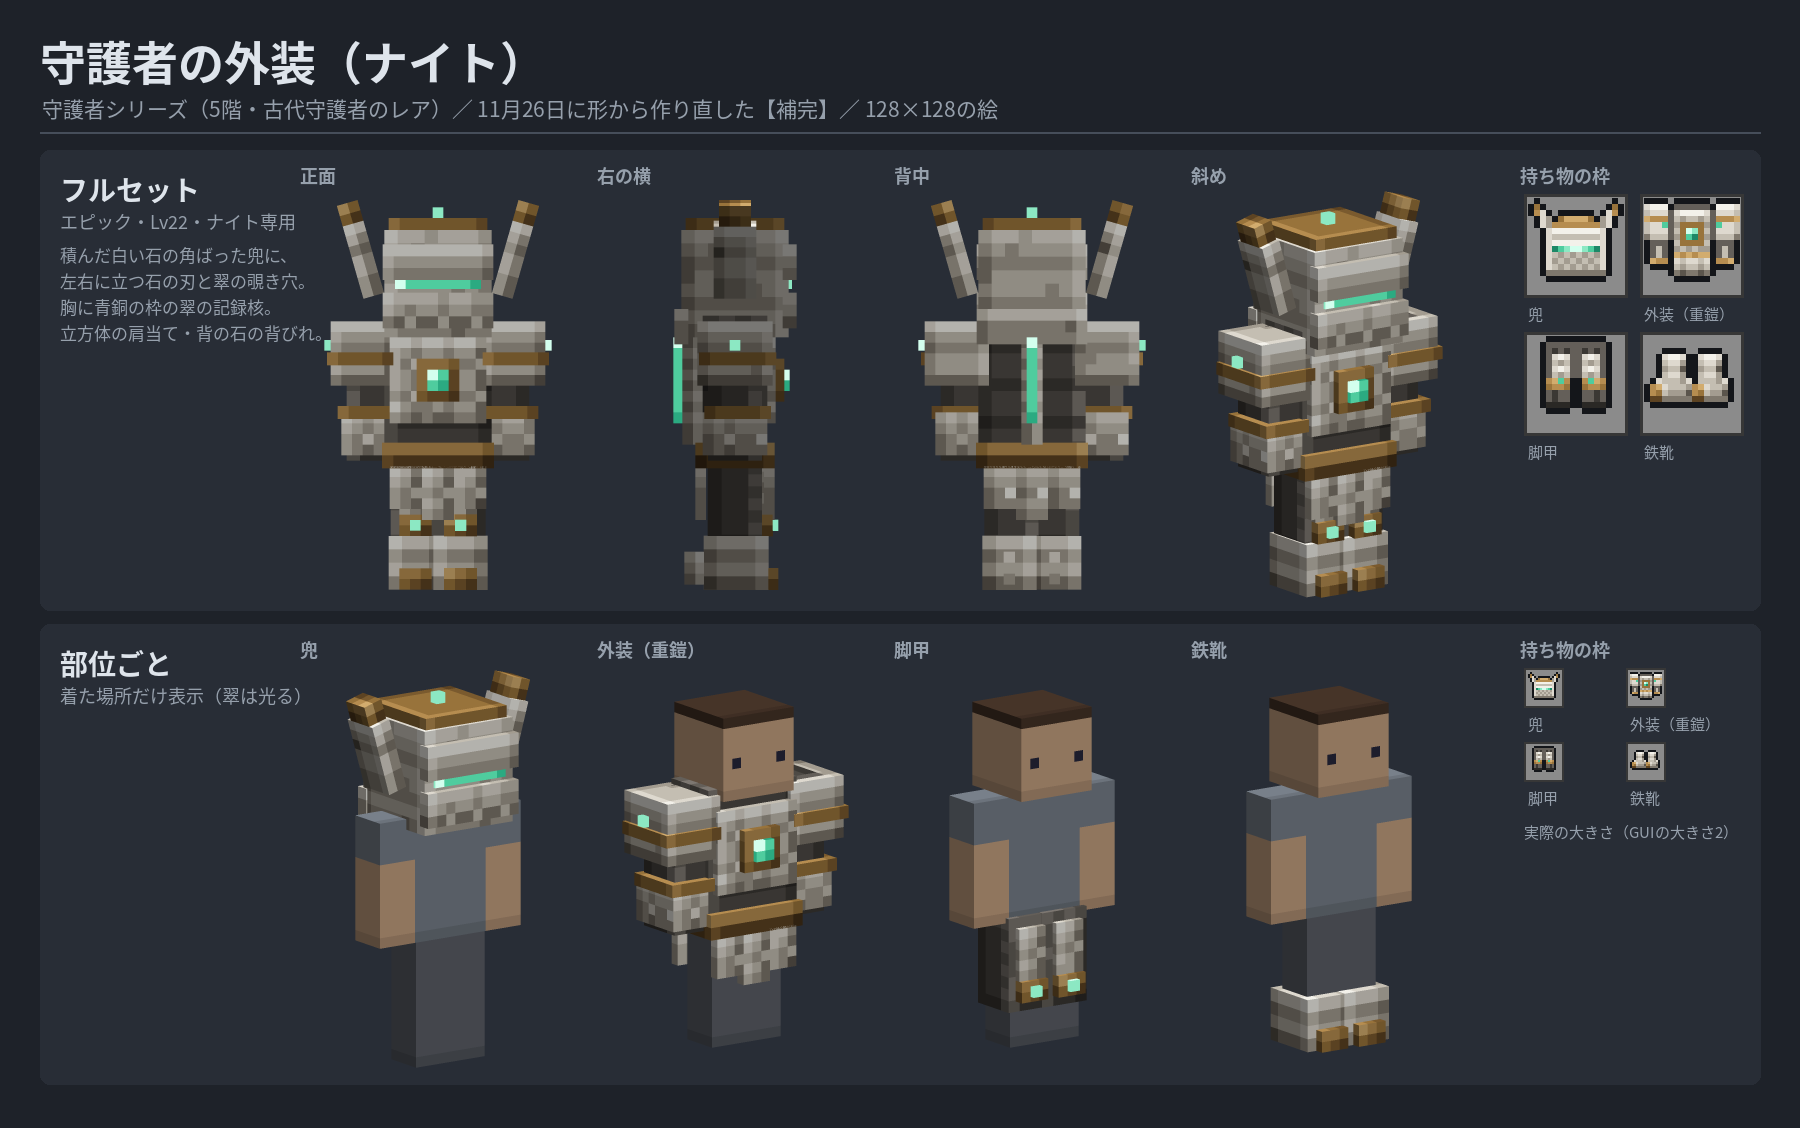 守護者の外装（ナイト）
守護者シリーズ（5階・古代守護者のレア）／ 11月26日に形から作り直した【補完】／ 128×128の絵
フルセット
エピック・Lv22・ナイト専用
積んだ白い石の角ばった兜に、
左右に立つ石の刃と翠の覗き穴。
胸に青銅の枠の翠の記録核。
立方体の肩当て・背の石の背びれ。
正面
右の横
背中
斜め
持ち物の枠
兜
外装（重鎧）
脚甲
鉄靴
部位ごと
着た場所だけ表示（翠は光る）
兜
外装（重鎧）
脚甲
鉄靴
持ち物の枠
兜
外装（重鎧）
脚甲
鉄靴
実際の大きさ（GUIの大きさ2）